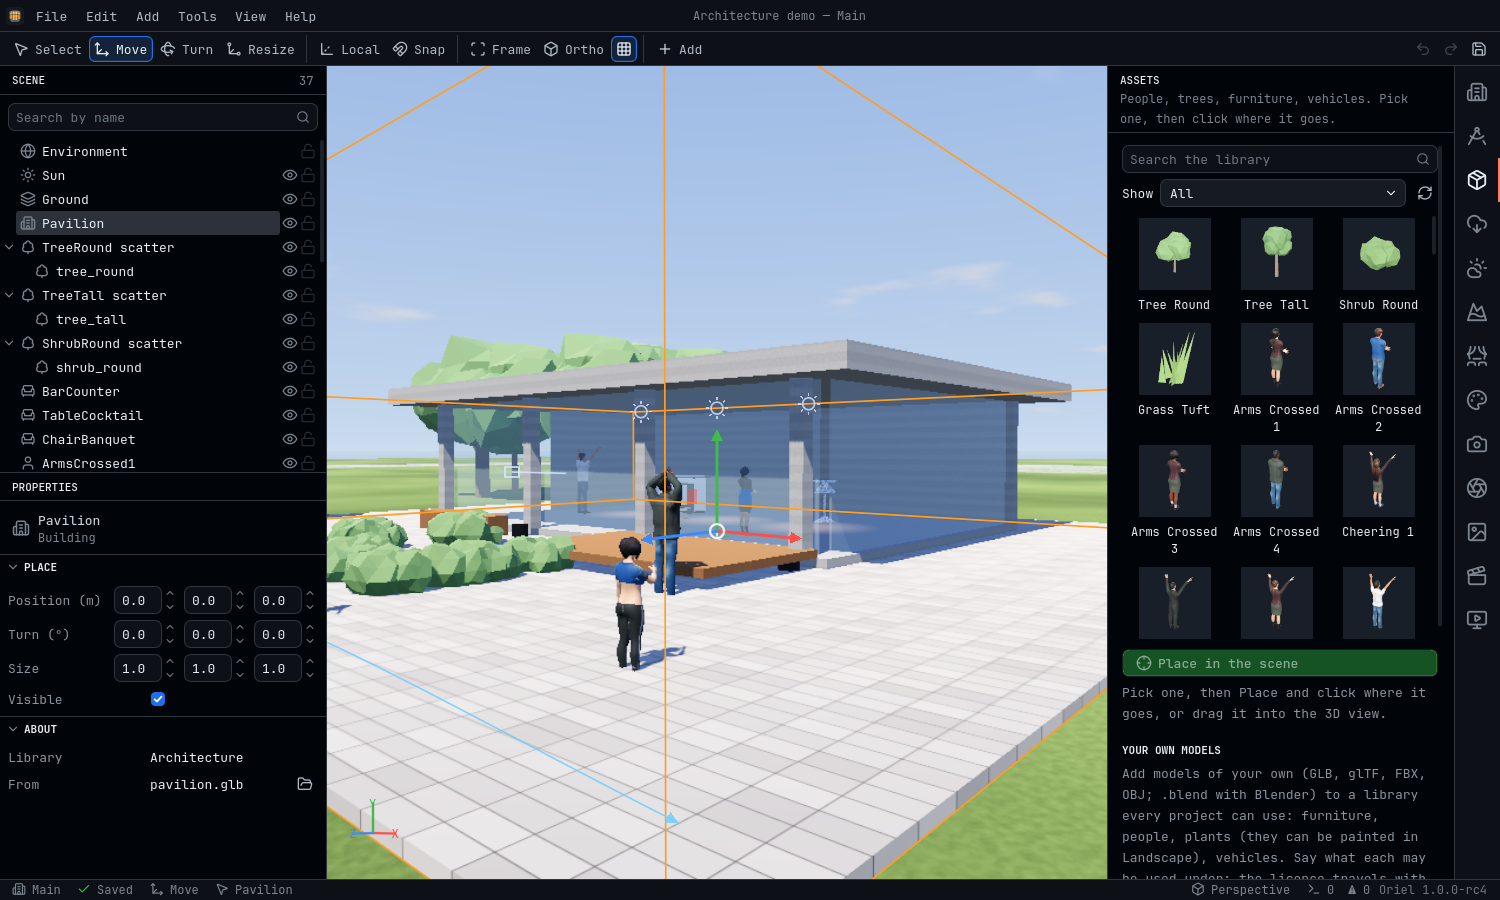 File Edit Add Tools View Help
Architecture demo — Main
Select Move Turn Resize Local Snap Frame Ortho Add
SCENE 37
Search by name
Environment
Sun
Ground
Pavilion
TreeRound scatter
tree_round
TreeTall scatter
tree_tall
ShrubRound scatter
shrub_round
BarCounter
TableCocktail
ChairBanquet
ArmsCrossed1
PROPERTIES
Pavilion
Building
PLACE
Position (m) 0.0 0.0 0.0
Turn (°) 0.0 0.0 0.0
Size 1.0 1.0 1.0
Visible
ABOUT
Library Architecture
From pavilion.glb
Y
X
ASSETS
People, trees, furniture, vehicles. Pick
one, then click where it goes.
Search the library
Show All
Tree Round Tree Tall Shrub Round
Grass Tuft Arms Crossed 1 Arms Crossed 2
Arms Crossed 3 Arms Crossed 4 Cheering 1
Place in the scene
Pick one, then Place and click where it
goes, or drag it into the 3D view.
YOUR OWN MODELS
Add models of your own (GLB, glTF, FBX,
OBJ; .blend with Blender) to a library
every project can use: furniture,
people, plants (they can be painted in
Landscape), vehicles. Say what each may
be used under: the licence travels with
Main Saved Move Pavilion
Perspective 0 0 Oriel 1.0.0-rc4